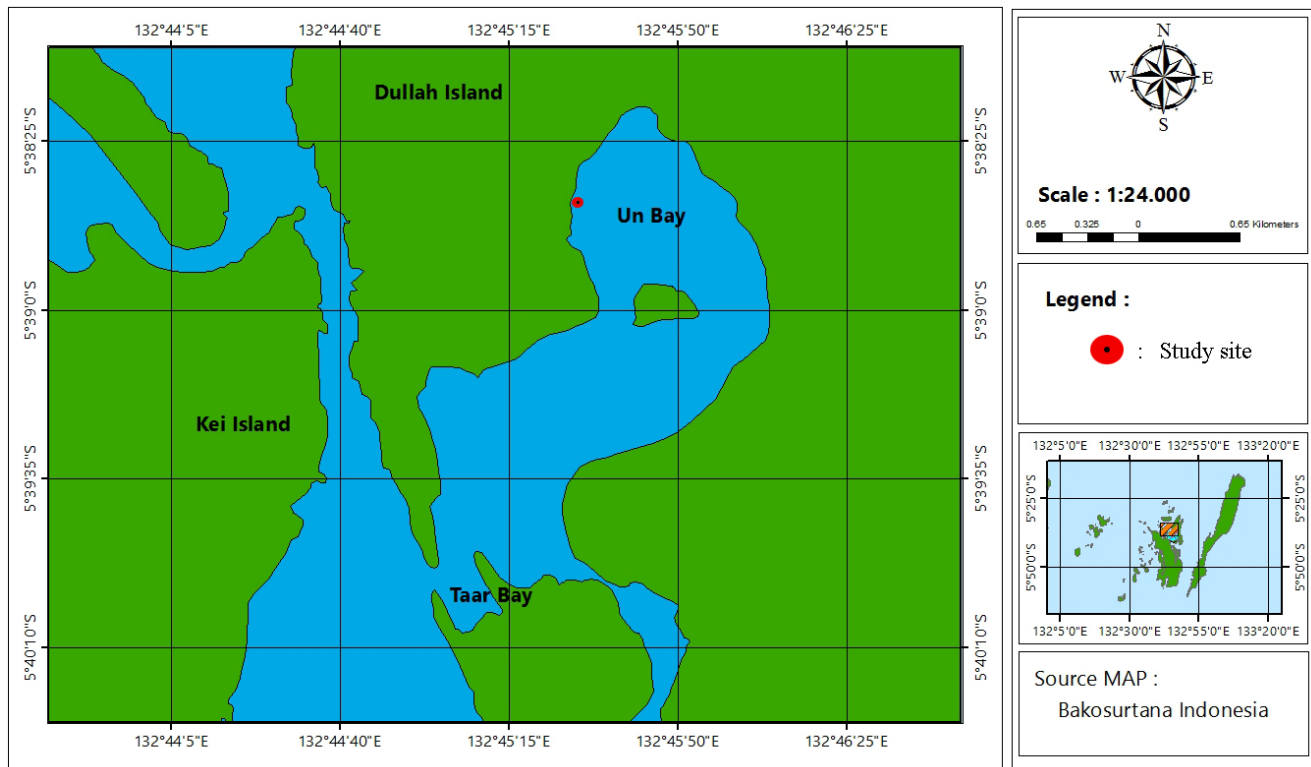 132°44'5"E 132°44'40"E 132°45'15"E 132°45'50"E 132°46'25"E
Dullah Island
5°38'25"S 5°38'25"S
Un Bay
5°39'0"S 5°39'0"S
Kei Island
5°39'35"S 5°39'35"S
Taar Bay
5°40'10"S 5°40'10"S
132°44'5"E 132°44'40"E 132°45'15"E 132°45'50"E 132°46'25"E
N
W E
S
Scale : 1:24.000
0.65 0.325 0 0.65 Kilometers
Legend :
: Study site
132°5'0"E 132°30'0"E 132°55'0"E 133°20'0"E
5°25'0"S 5°25'0"S
5°50'0"S 5°50'0"S
132°5'0"E 132°30'0"E 132°55'0"E 133°20'0"E
Source MAP :
Bakosurtana Indonesia